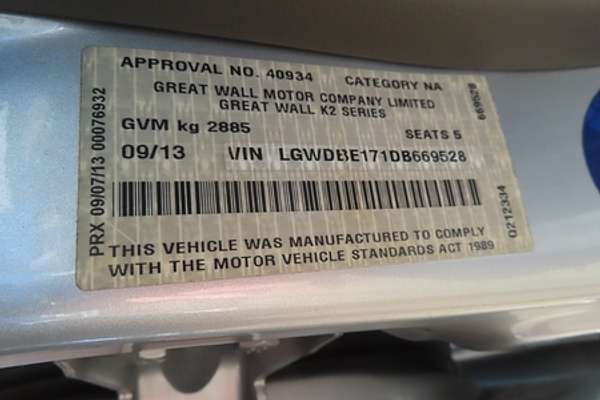 APPROVAL NO. 40934 CATEGORY NA
GREAT WALL MOTOR COMPANY LIMITED
GREAT WALL K2 SERIES
GVM kg 2885 SEATS 5
09/13 VIN LGWDBE171DB669528
THIS VEHICLE WAS MANUFACTURED TO COMPLY
WITH THE MOTOR VEHICLE STANDARDS ACT 1989
PRX 09/07/13 00076932
669528
0212334